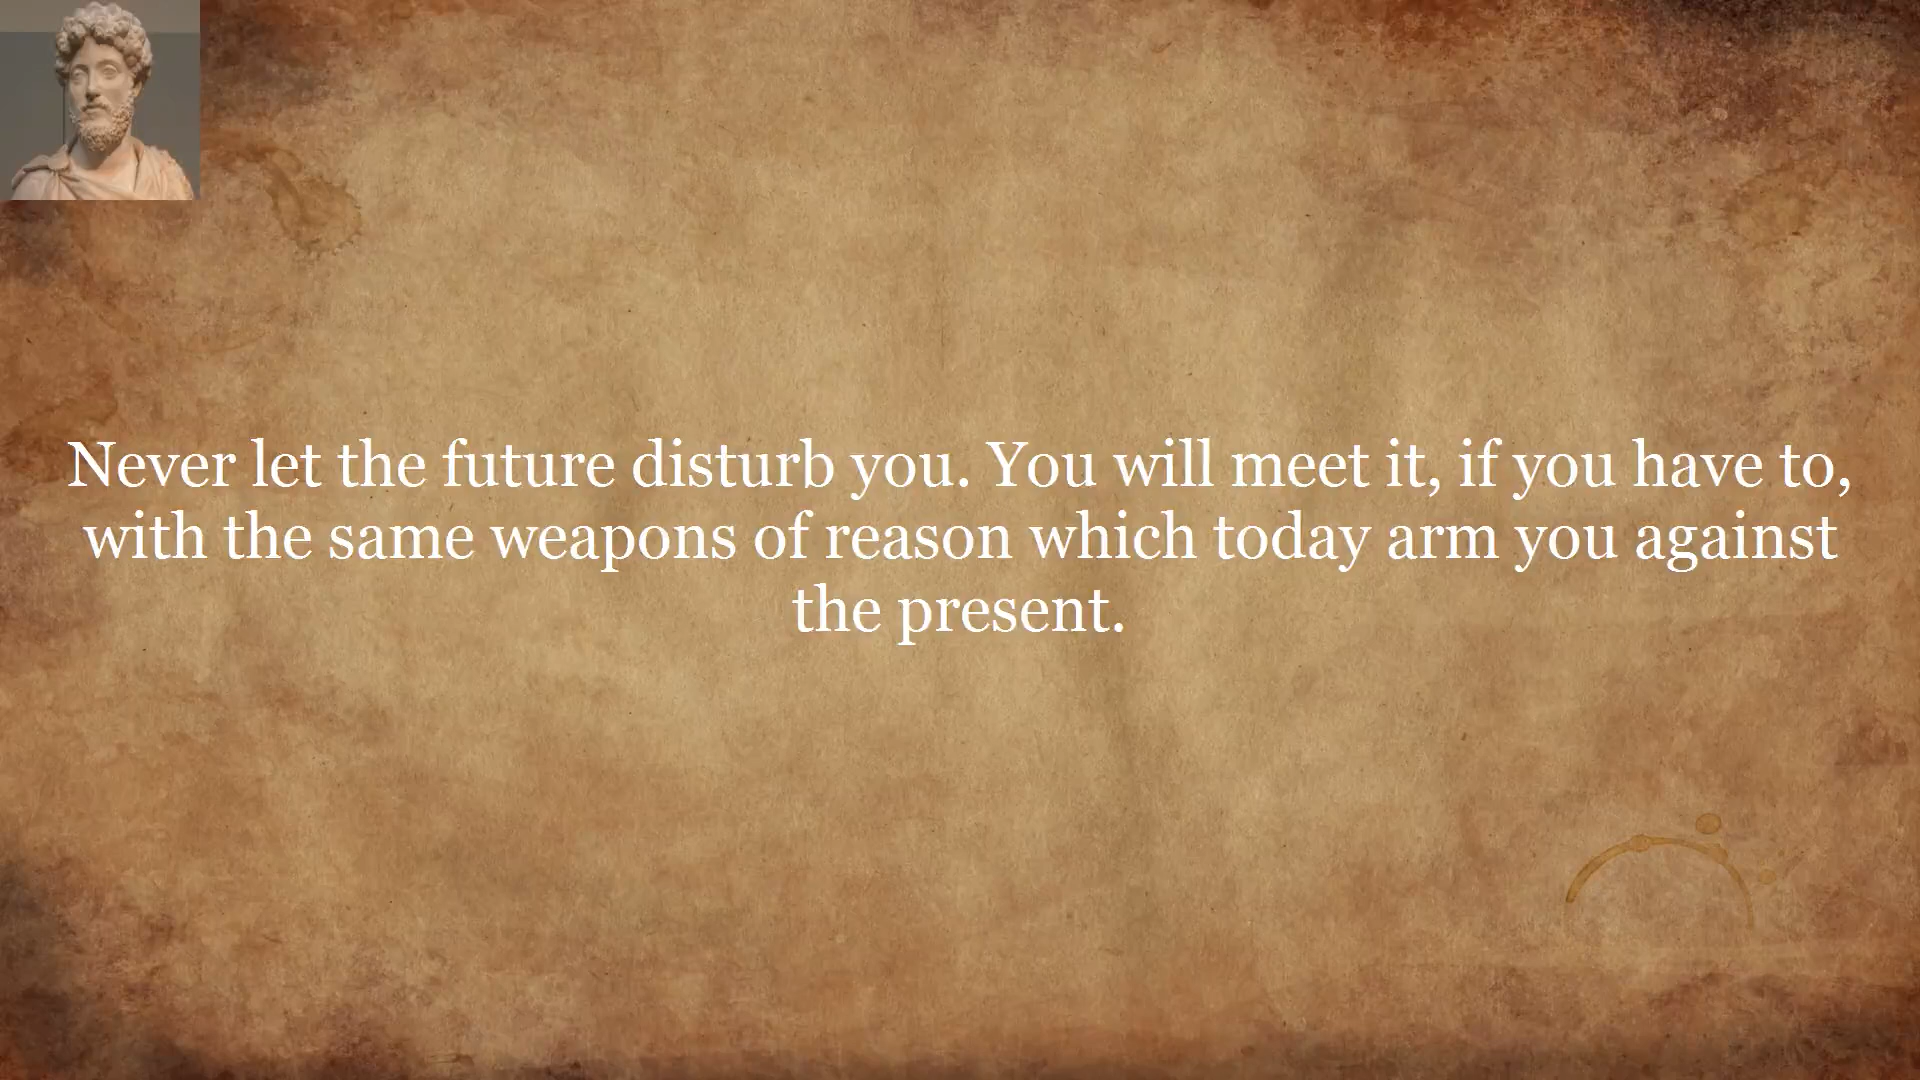 Never let the future disturb you. You will meet it, if you have to,
with the same weapons of reason which today arm you against
the present.